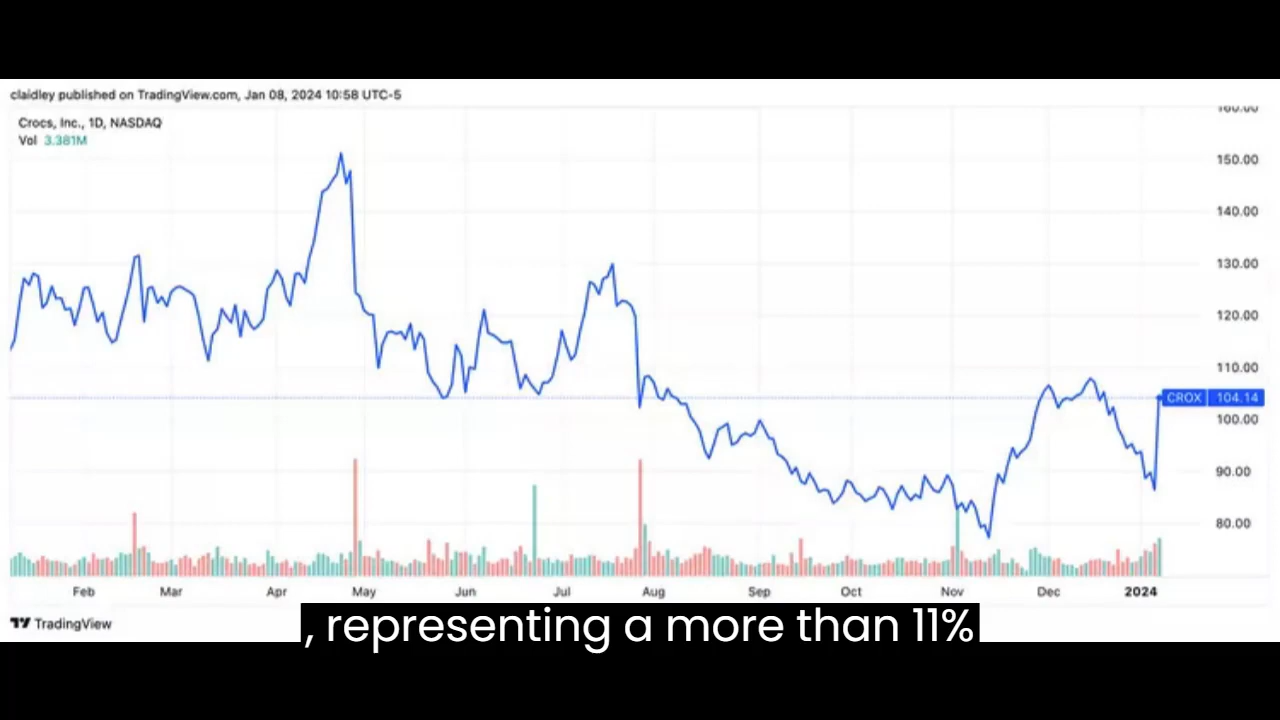 claidley published on TradingView.com, Jan 08, 2024 10:58 UTC-5
Crocs, Inc., 1D, NASDAQ
Vol 3.381M
160.00
150.00
140.00
130.00
120.00
110.00
CROX 104.14
100.00
90.00
80.00
Feb Mar Apr May Jun Jul Aug Sep Oct Nov Dec 2024
TradingView
, representing a more than 11%